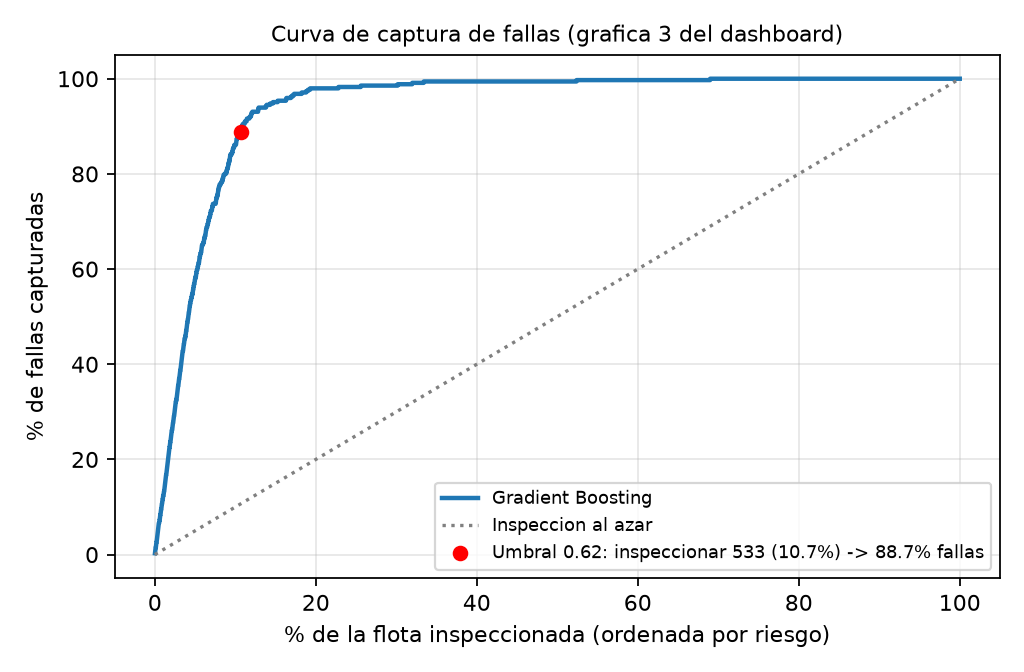 Curva de captura de fallas (grafica 3 del dashboard)
% de fallas capturadas
100
80
60
40
20
0
Gradient Boosting
Inspeccion al azar
Umbral 0.62: inspeccionar 533 (10.7%) -> 88.7% fallas
0 20 40 60 80 100
% de la flota inspeccionada (ordenada por riesgo)